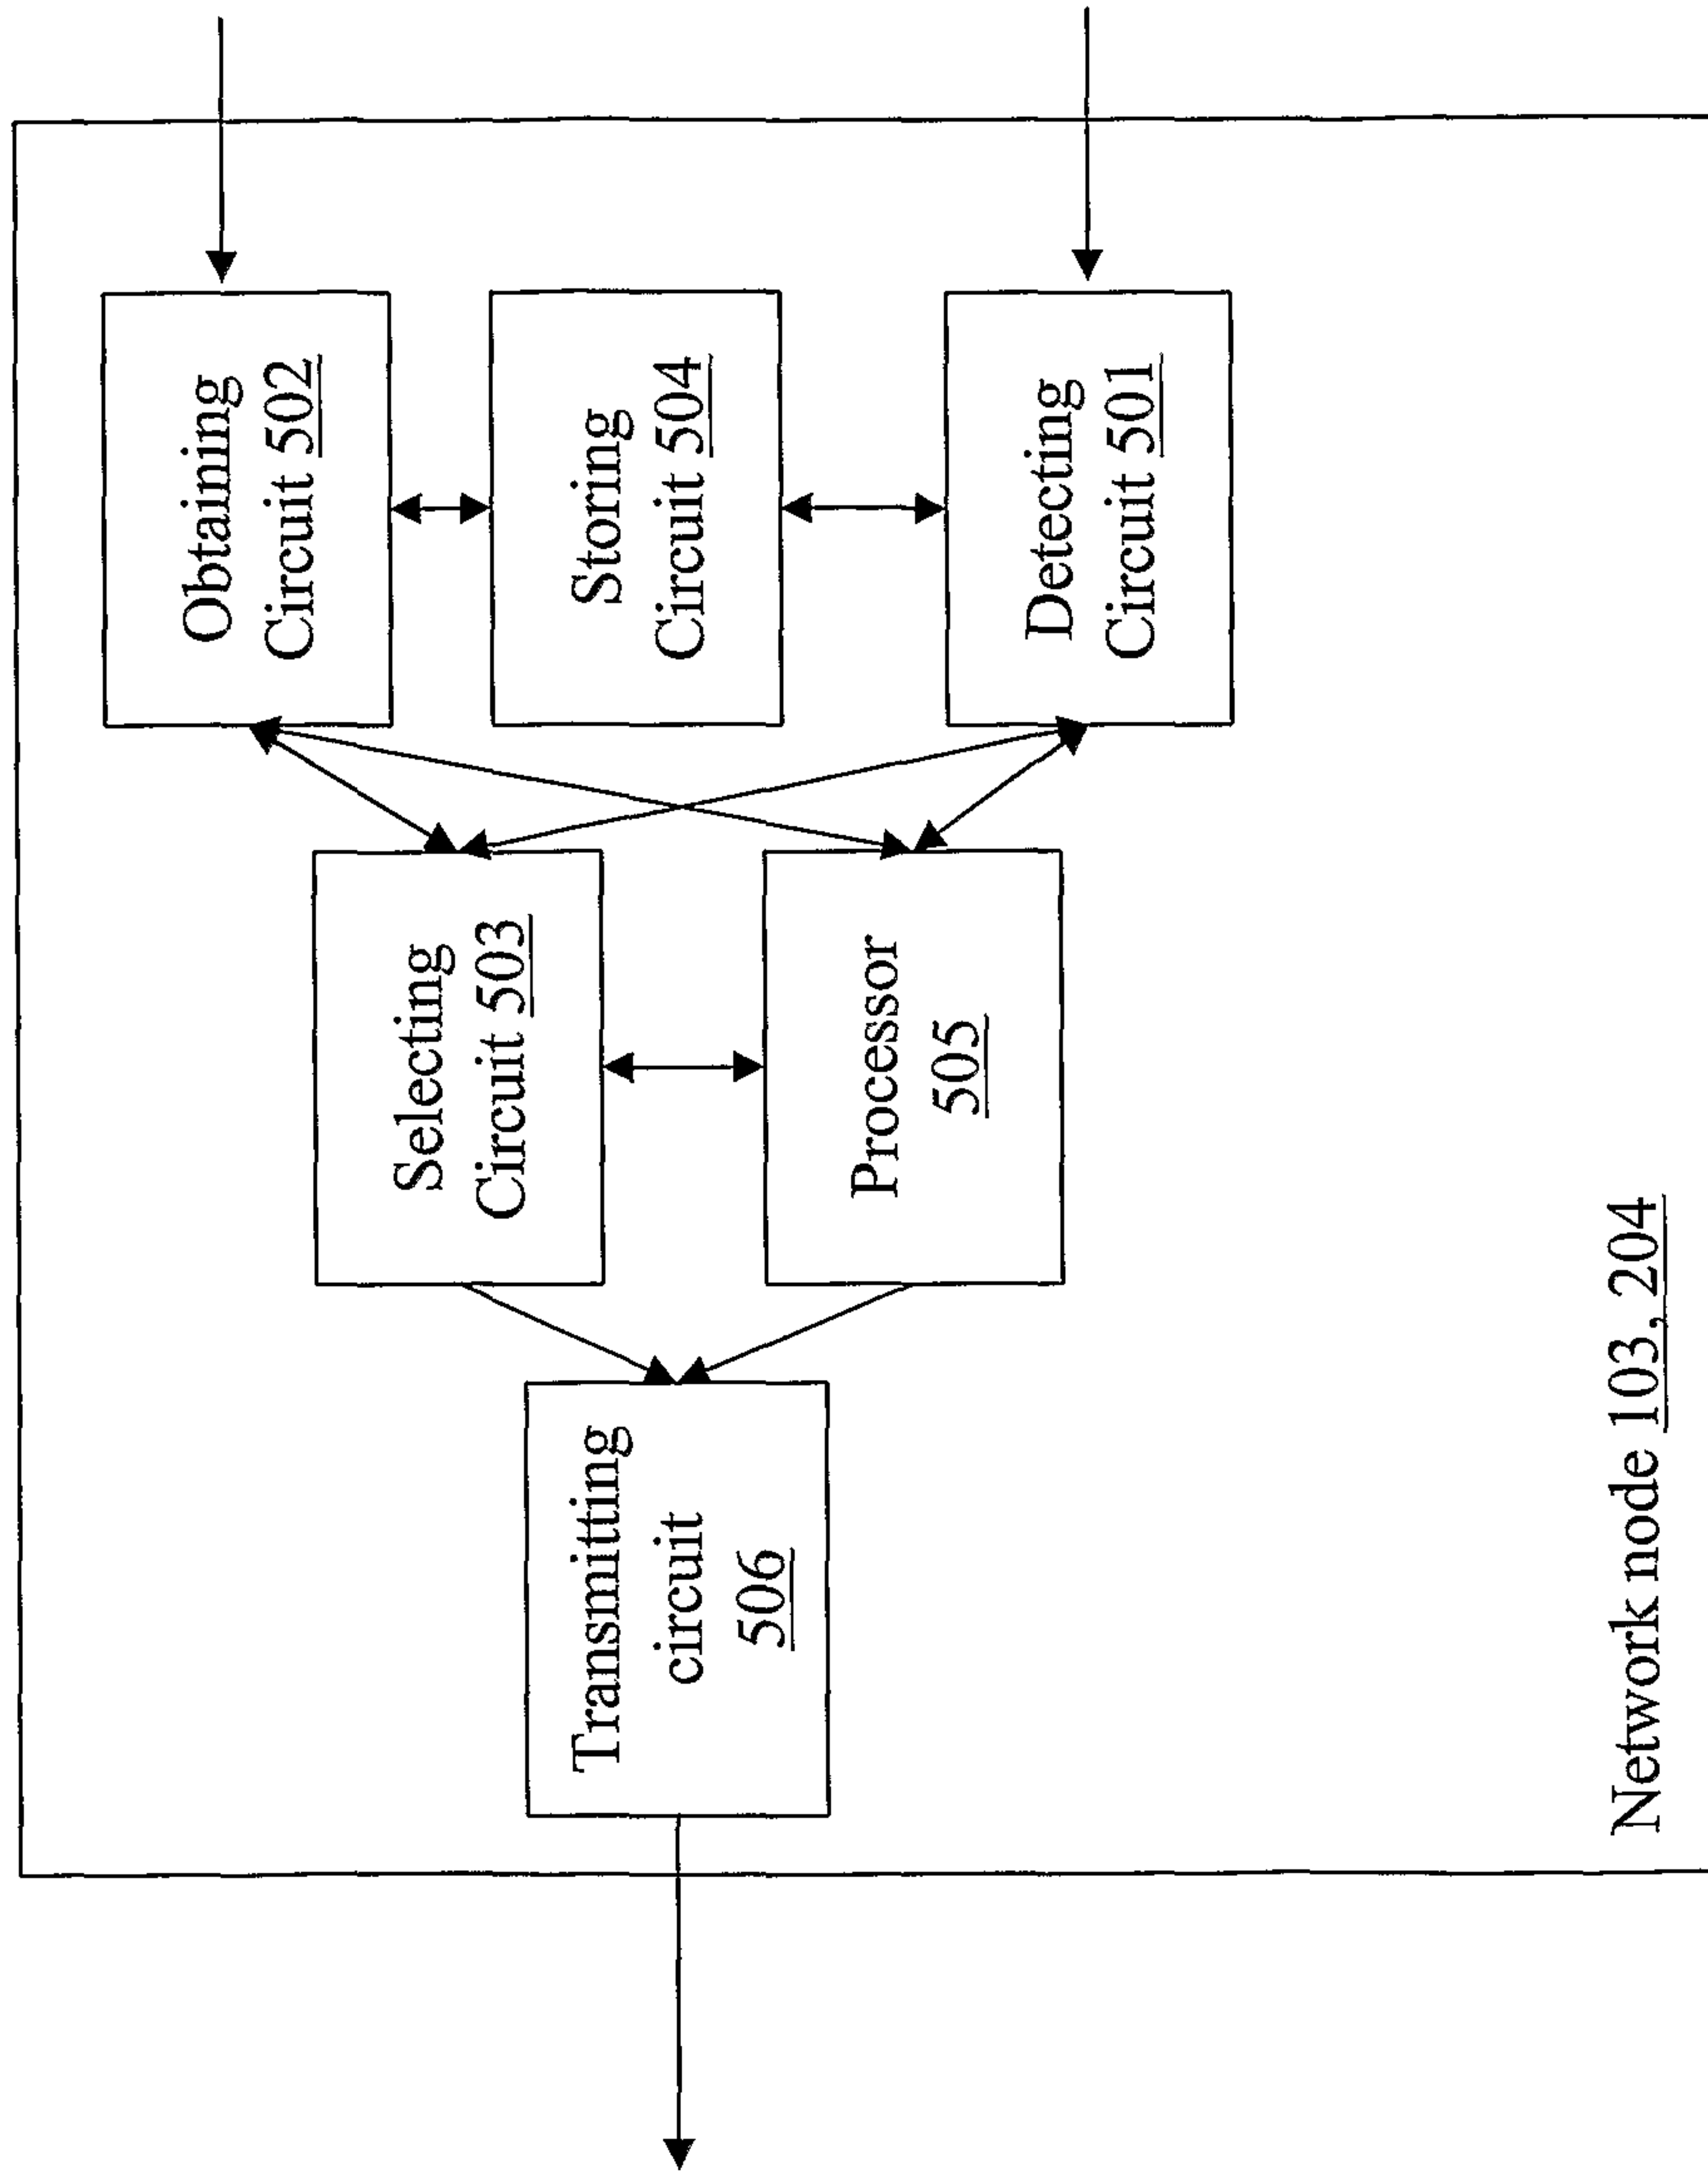 Obtaining
Circuit 502
Selecting
Circuit 503
Transmitting
circuit
506
Storing
Circuit 504
Processor
505
Detecting
Circuit 501
Network node 103, 204